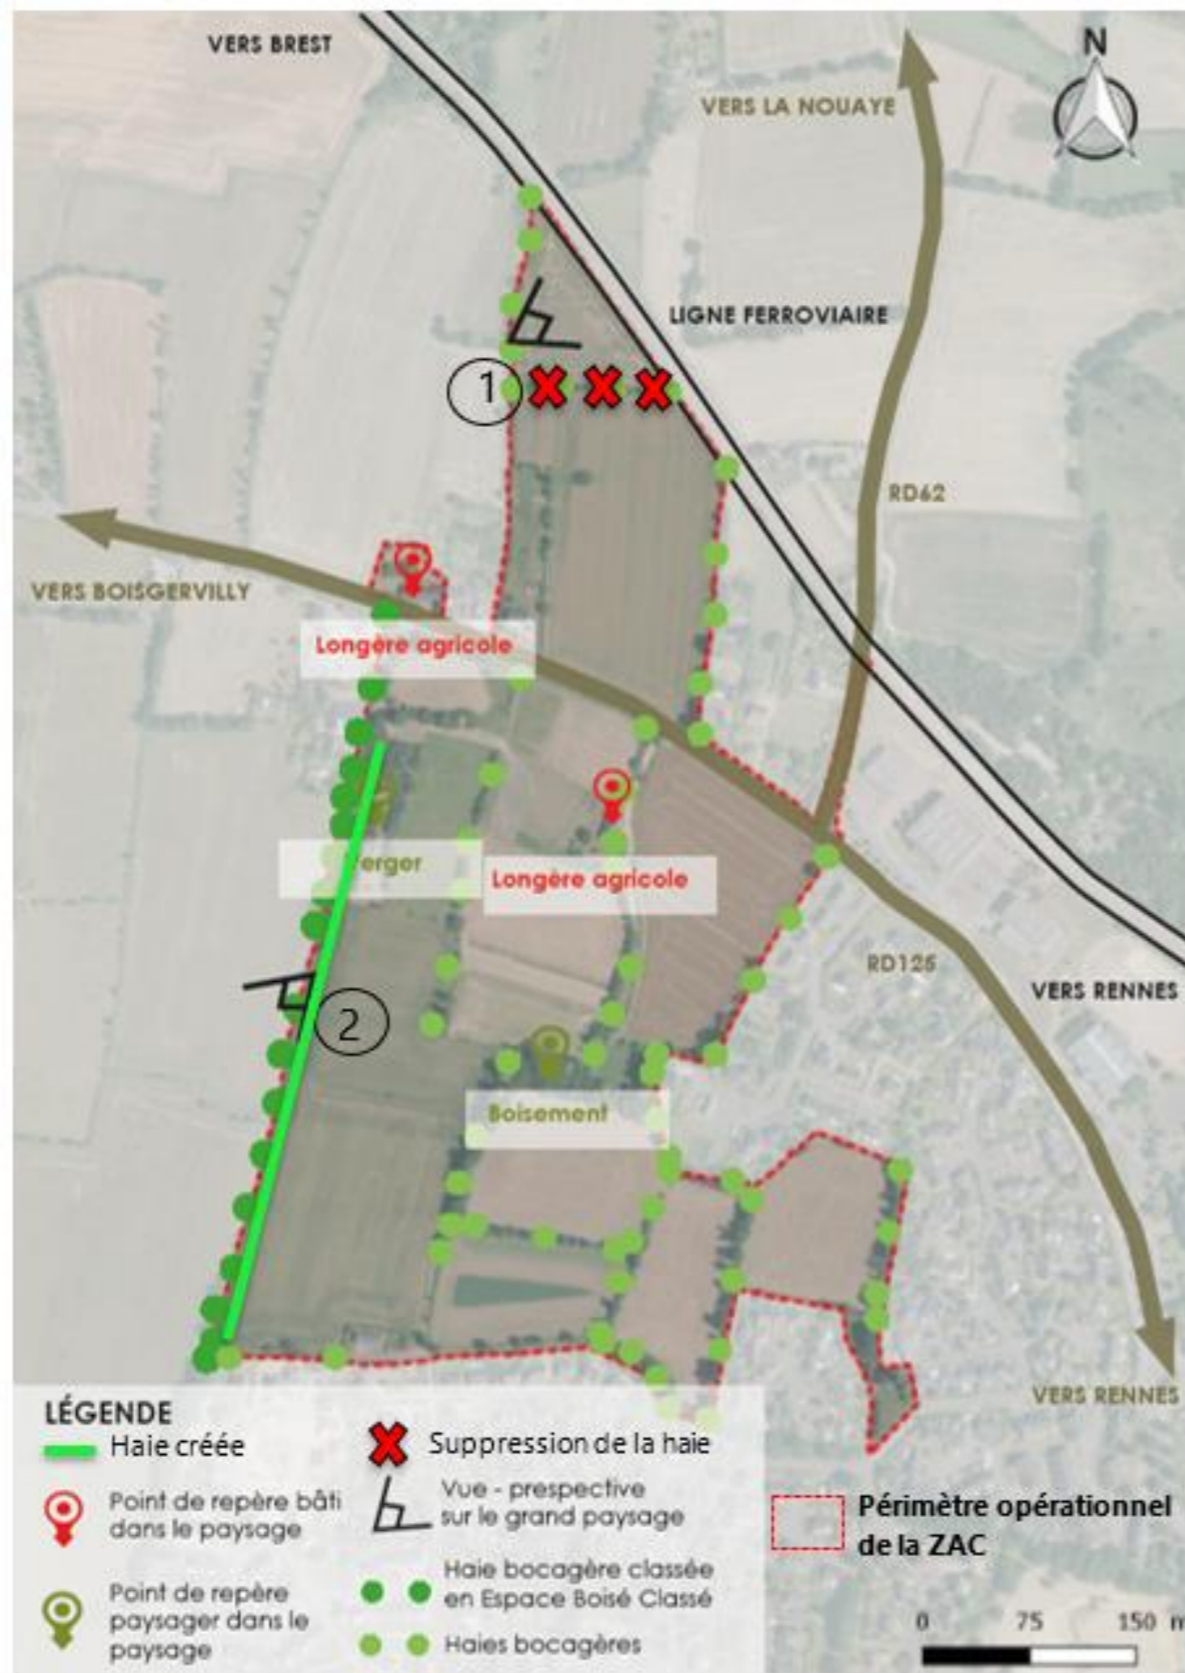 VERS BREST
N
VERS LA NOUAYE
LIGNE FERROVIAIRE
1
RD62
VERS BOISGERVILLY
Longère agricole
erger
Longère agricole
RD125
VERS RENNES
2
Boisement
VERS RENNES
LÉGENDE
Haie créée
Suppression de la haie
Point de repère bâti
dans le paysage
Vue - prespective
sur le grand paysage
Périmètre opérationnel
de la ZAC
Haie bocagère classée
en Espace Boisé Classé
Point de repère
paysager dans le
paysage
Haies bocagères
0 75 150 m